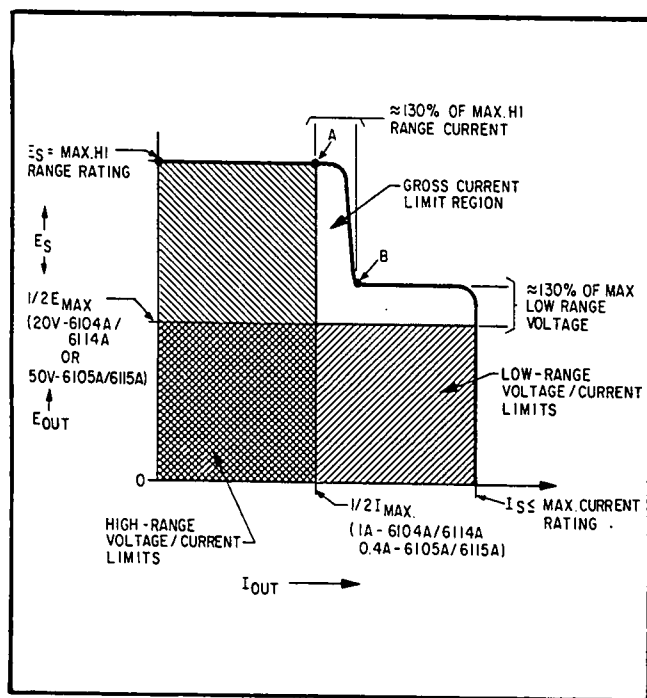 ≈130% OF MAX. HI
RANGE CURRENT
A
ES = MAX. HI
RANGE RATING
GROSS CURRENT
LIMIT REGION
ES
B
1/2 EMAX
(20V-6104A/
6114A
OR
50V-6105A/6115A)
≈130% OF MAX
LOW RANGE
VOLTAGE
LOW-RANGE
VOLTAGE/CURRENT
LIMITS
EOUT
0
HIGH-RANGE
VOLTAGE/CURRENT
LIMITS
1/2 IMAX.
(1A-6104A/6114A
0.4A-6105A/6115A)
IS ≤ MAX. CURRENT
RATING
IOUT